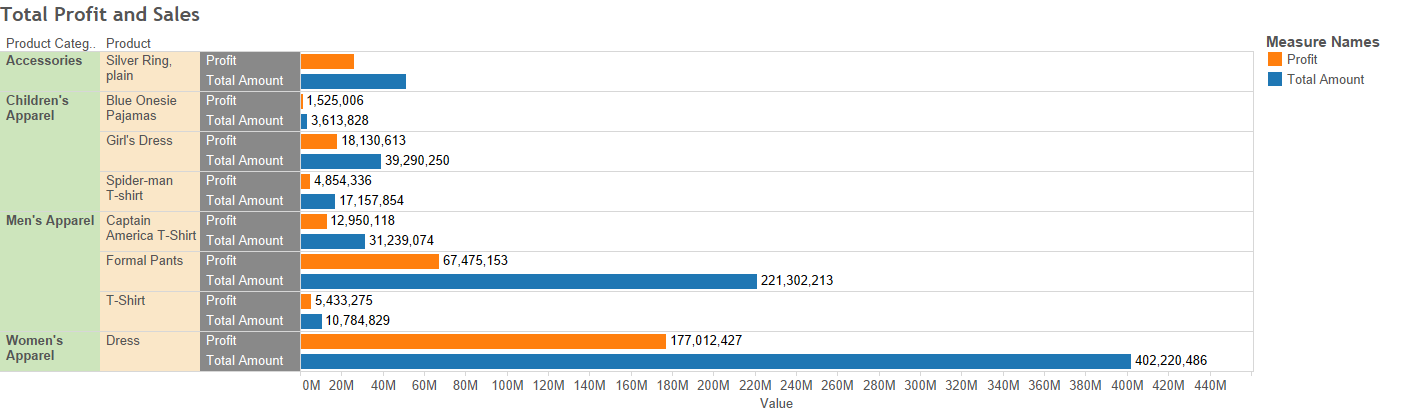 Total Profit and Sales
Measure Names
Profit
Total Amount
Product Categ.. Product
Accessories Silver Ring, plain Profit
Total Amount
Children's Apparel Blue Onesie Pajamas Profit 1,525,006
Total Amount 3,613,828
Girl's Dress Profit 18,130,613
Total Amount 39,290,250
Spider-man T-shirt Profit 4,854,336
Total Amount 17,157,854
Men's Apparel Captain America T-Shirt Profit 12,950,118
Total Amount 31,239,074
Formal Pants Profit 67,475,153
Total Amount 221,302,213
T-Shirt Profit 5,433,275
Total Amount 10,784,829
Women's Apparel Dress Profit 177,012,427
Total Amount 402,220,486
0M 20M 40M 60M 80M 100M 120M 140M 160M 180M 200M 220M 240M 260M 280M 300M 320M 340M 360M 380M 400M 420M 440M
Value